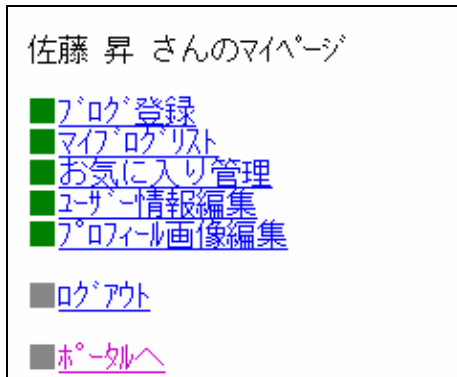 佐藤 昇 さんのﾏｲﾍﾟｰｼﾞ
■ﾌﾞﾛｸﾞ登録
■ﾏｲﾌﾞﾛｸﾞﾘｽﾄ
■お気に入り管理
■ﾕｰｻﾞｰ情報編集
■ﾌﾟﾛﾌｨｰﾙ画像編集
■ﾛｸﾞｱｳﾄ
■ﾎﾟｰﾀﾙへ